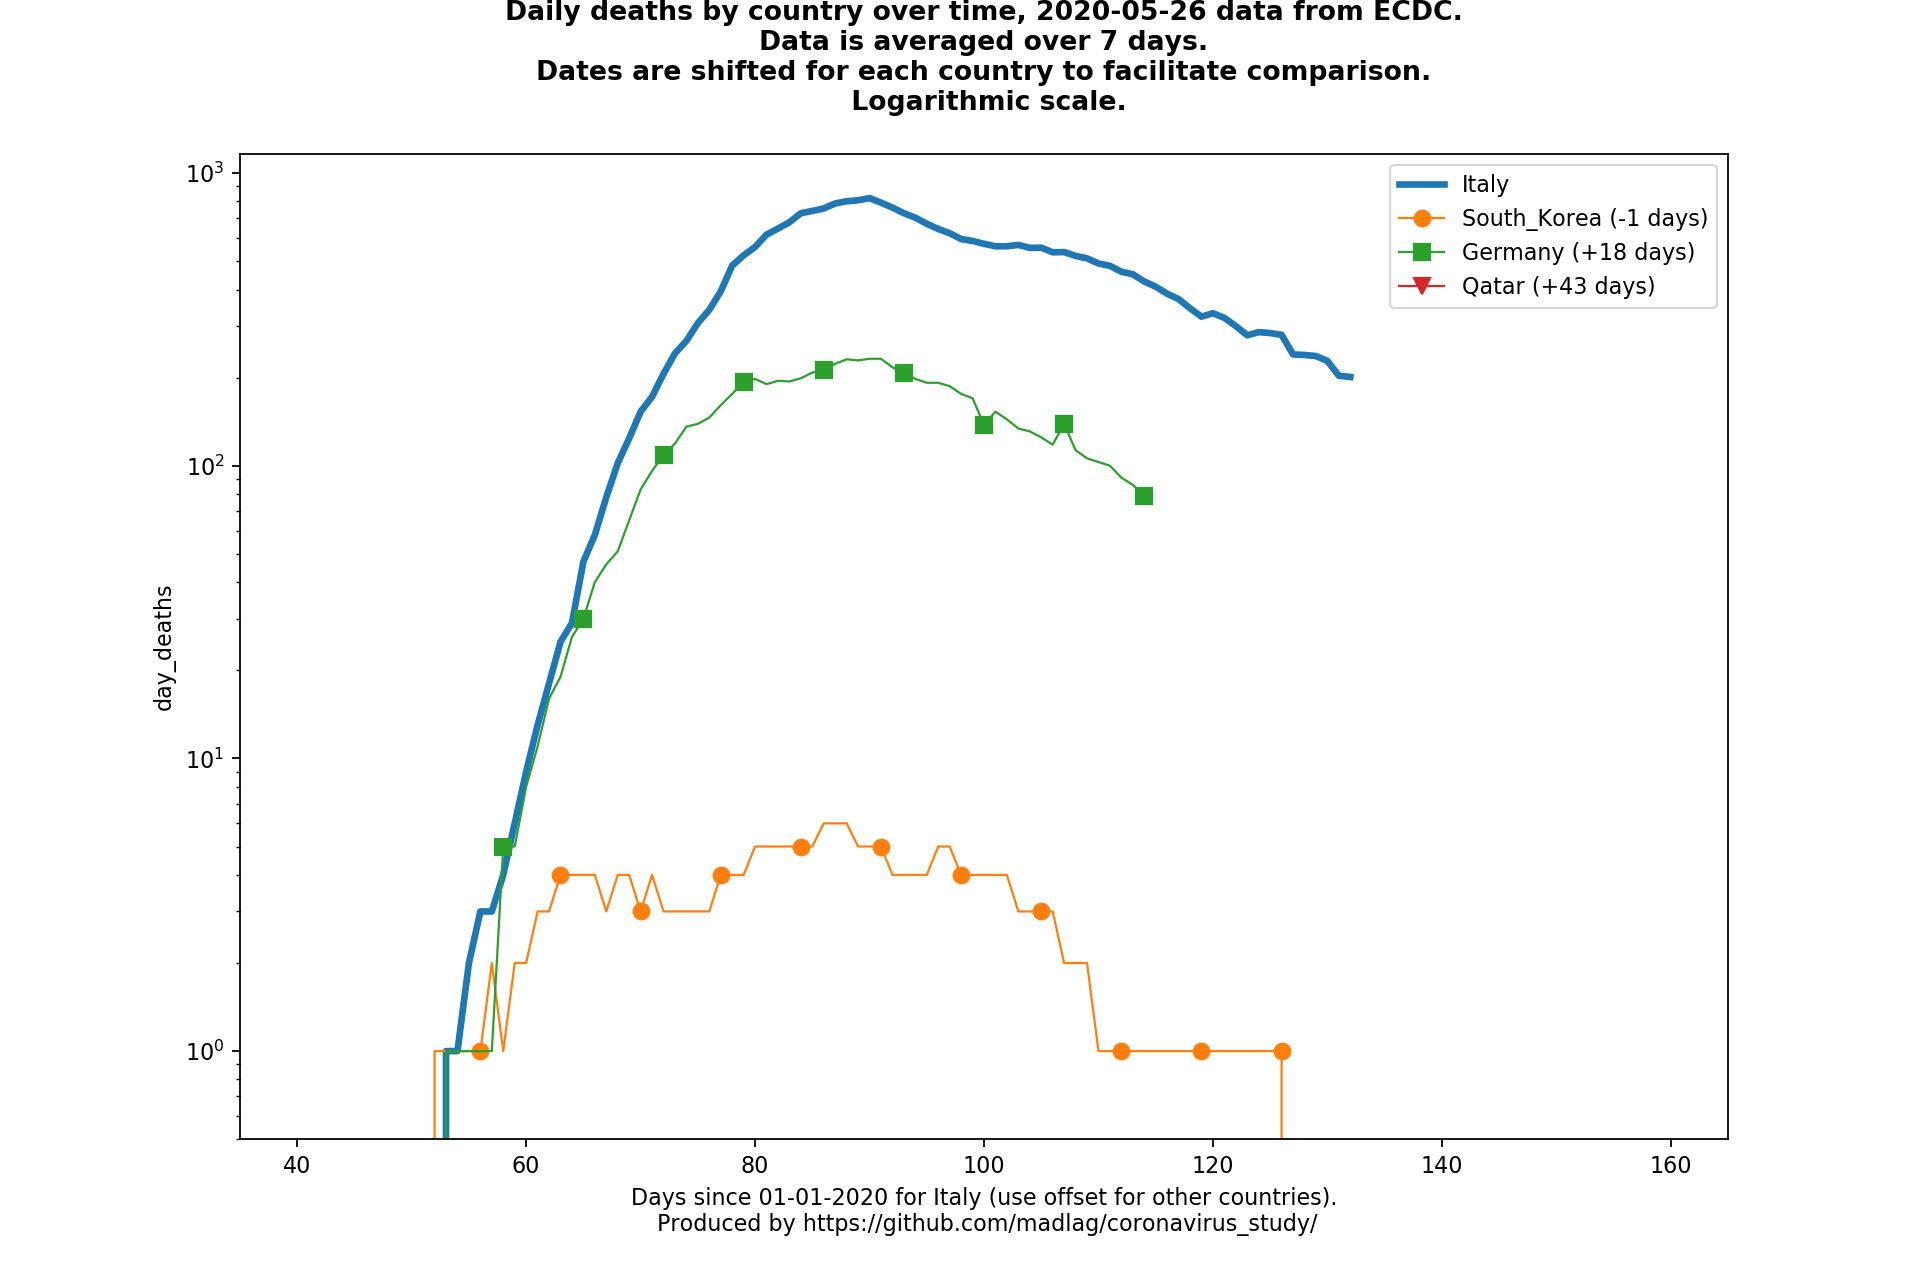 Daily deaths by country over time, 2020-05-26 data from ECDC.
Data is averaged over 7 days.
Dates are shifted for each country to facilitate comparison.
Logarithmic scale.
10³
10²
10¹
10⁰
day_deaths
Italy
South_Korea (-1 days)
Germany (+18 days)
Qatar (+43 days)
40 60 80 100 120 140 160
Days since 01-01-2020 for Italy (use offset for other countries).
Produced by https://github.com/madlag/coronavirus_study/